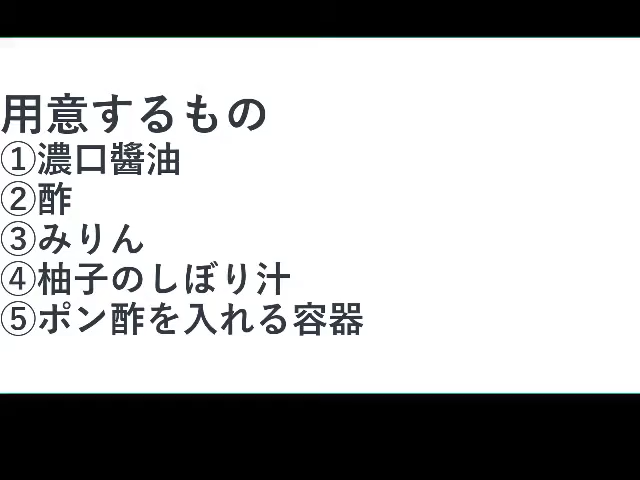 用意するもの
①濃口醬油
②酢
③みりん
④柚子のしぼり汁
⑤ポン酢を入れる容器